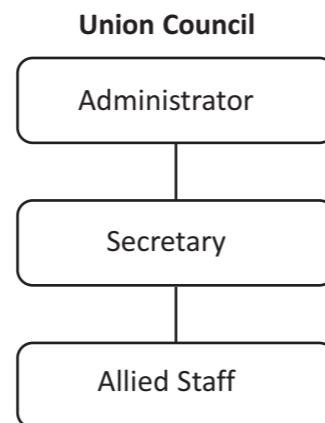 Union Council
Administrator
Secretary
Allied Staff